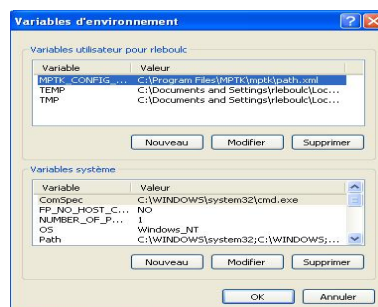 Variables d'environnement
Variables utilisateur pour rleboulc
Variable Valeur
MPTK_CONFIG_... C:\Program Files\MPTK\mptk\path.xml
TEMP C:\Documents and Settings\rleboulc\Loc...
TMP C:\Documents and Settings\rleboulc\Loc...
Nouveau Modifier Supprimer
Variables système
Variable Valeur
ComSpec C:\WINDOWS\system32\cmd.exe
FP_NO_HOST_C... NO
NUMBER_OF_P... 1
OS Windows_NT
Path C:\WINDOWS\system32;C:\WINDOWS;...
Nouveau Modifier Supprimer
OK Annuler